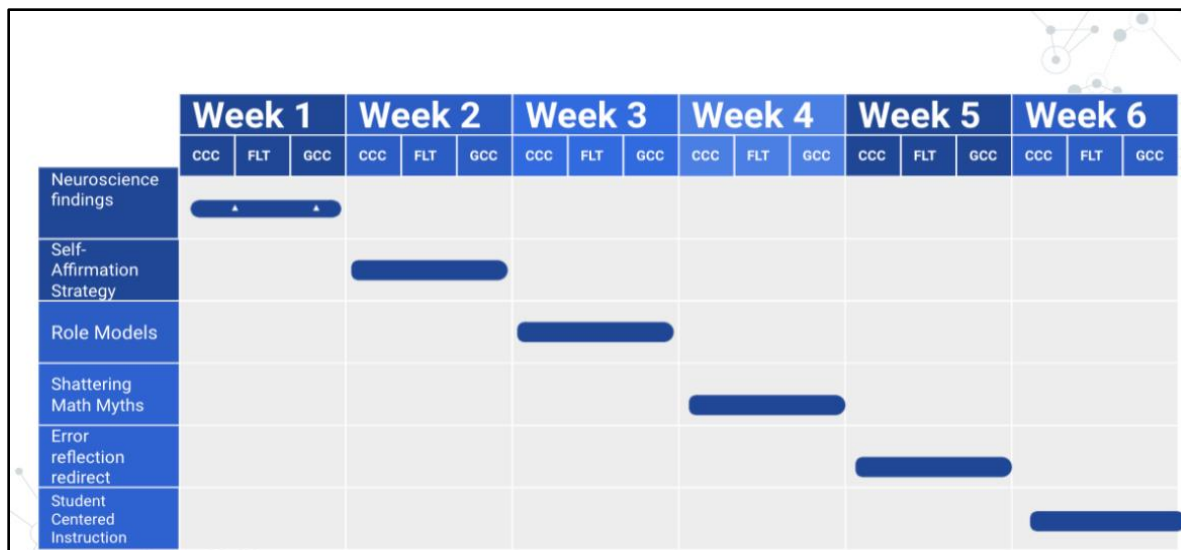 Week 1 Week 2 Week 3 Week 4 Week 5 Week 6
CCC FLT GCC CCC FLT GCC CCC FLT GCC CCC FLT GCC CCC FLT GCC CCC FLT GCC
Neuroscience
findings
Self-
Affirmation
Strategy
Role Models
Shattering
Math Myths
Error
reflection
redirect
Student
Centered
Instruction